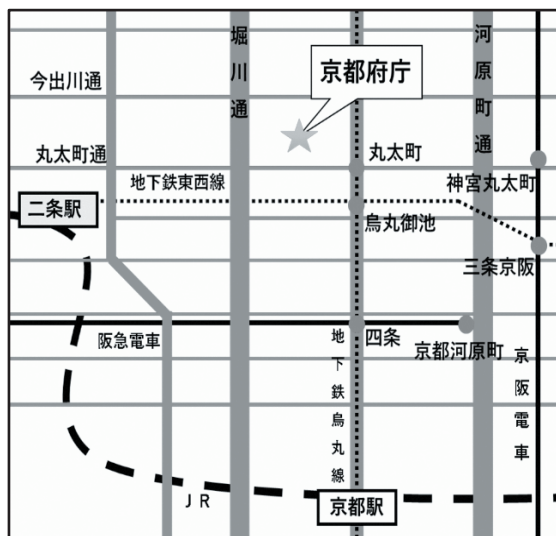 堀川通
河原町通
京都府庁
今出川通
丸太町通
丸太町
地下鉄東西線
神宮丸太町
二条駅
烏丸御池
三条京阪
阪急電車
四条
京都河原町
地下鉄烏丸線
京阪電車
JR
京都駅